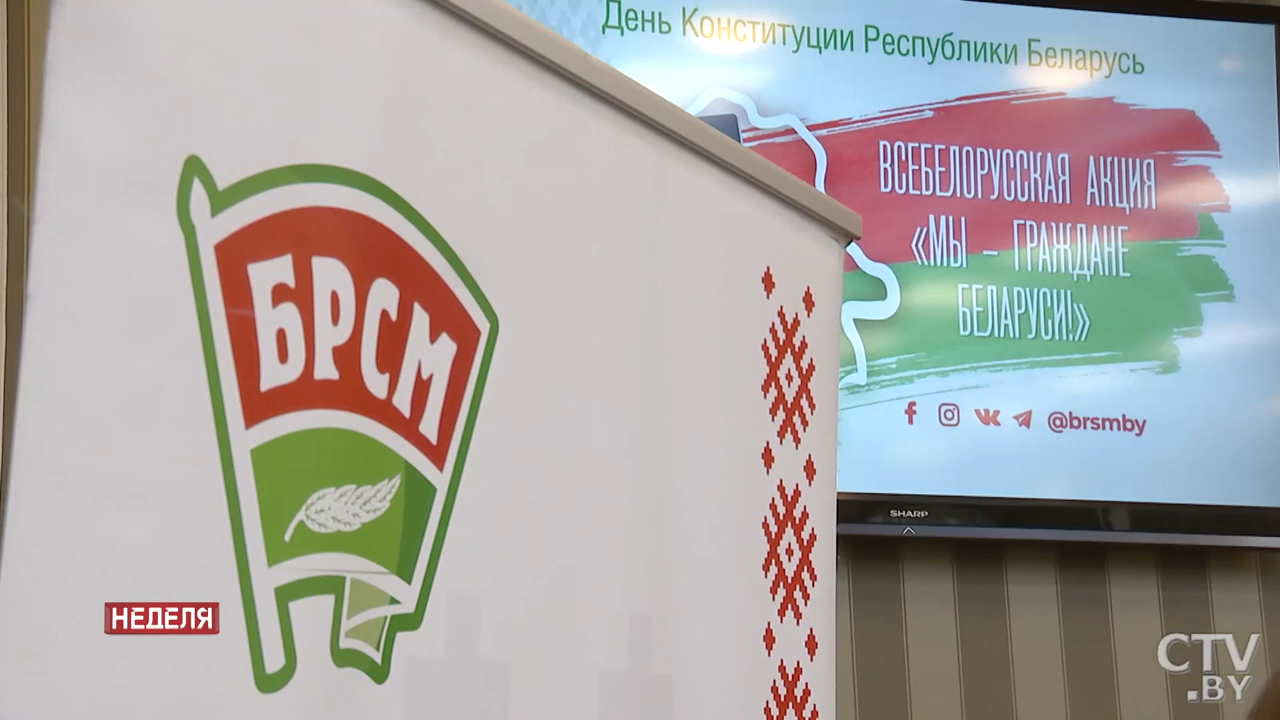 День Конституции Республики Беларусь
ВСЕБЕЛОРУССКАЯ АКЦИЯ
«МЫ – ГРАЖДАНЕ
БЕЛАРУСИ!»
@brsmby
SHARP
БРСМ
НЕДЕЛЯ
CTV
.BY